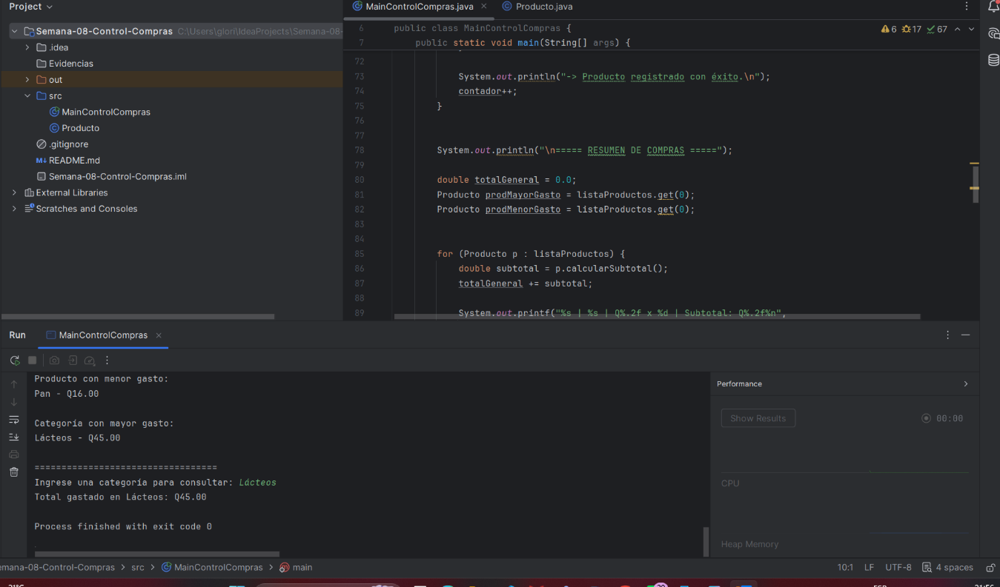 Project
MainControlCompras.java
Producto.java
Semana-08-Control-Compras C:\Users\glori\IdeaProjects\Semana-08-
.idea
Evidencias
out
src
MainControlCompras
Producto
.gitignore
README.md
Semana-08-Control-Compras.iml
External Libraries
Scratches and Consoles
6 public class MainControlCompras {
6 17 67
7 public static void main(String[] args) {
72
73 System.out.println("-> Producto registrado con éxito.\n");
74 contador++;
75 }
76
77
78 System.out.println("\n===== RESUMEN DE COMPRAS =====");
79
80 double totalGeneral = 0.0;
81 Producto prodMayorGasto = listaProductos.get(0);
82 Producto prodMenorGasto = listaProductos.get(0);
83
84
85 for (Producto p : listaProductos) {
86 double subtotal = p.calcularSubtotal();
87 totalGeneral += subtotal;
88
89 System.out.printf("%s | %s | Q%.2f x %d | Subtotal: Q%.2f%n",
Run MainControlCompras
Producto con menor gasto:
Pan - Q16.00
Categoría con mayor gasto:
Lácteos - Q45.00
==================================
Ingrese una categoría para consultar: Lácteos
Total gastado en Lácteos: Q45.00
Process finished with exit code 0
Performance
Show Results 00:00
CPU
Heap Memory
emana-08-Control-Compras > src > MainControlCompras > main
10:1 LF UTF-8 4 spaces